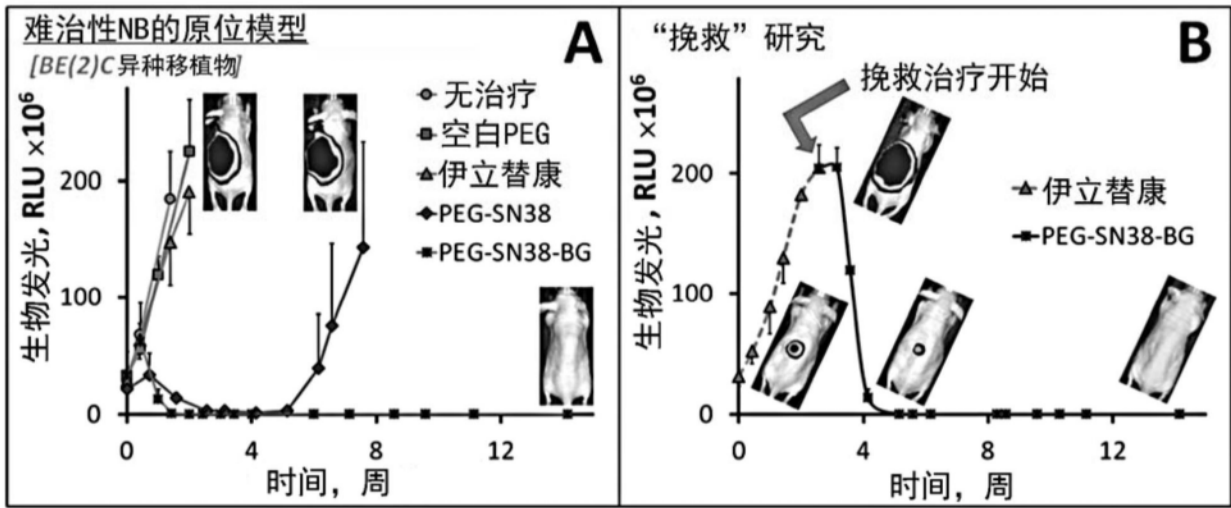 难治性NB的原位模型
A
[BE(2)C异种移植物]
生物发光, RLU ×10⁶
无治疗
空白PEG
伊立替康
PEG-SN38
PEG-SN38-BG
200
100
0
0
4
8
12
时间, 周
“挽救”研究
B
挽救治疗开始
生物发光, RLU ×10⁶
伊立替康
PEG-SN38-BG
200
100
0
0
4
8
12
时间, 周